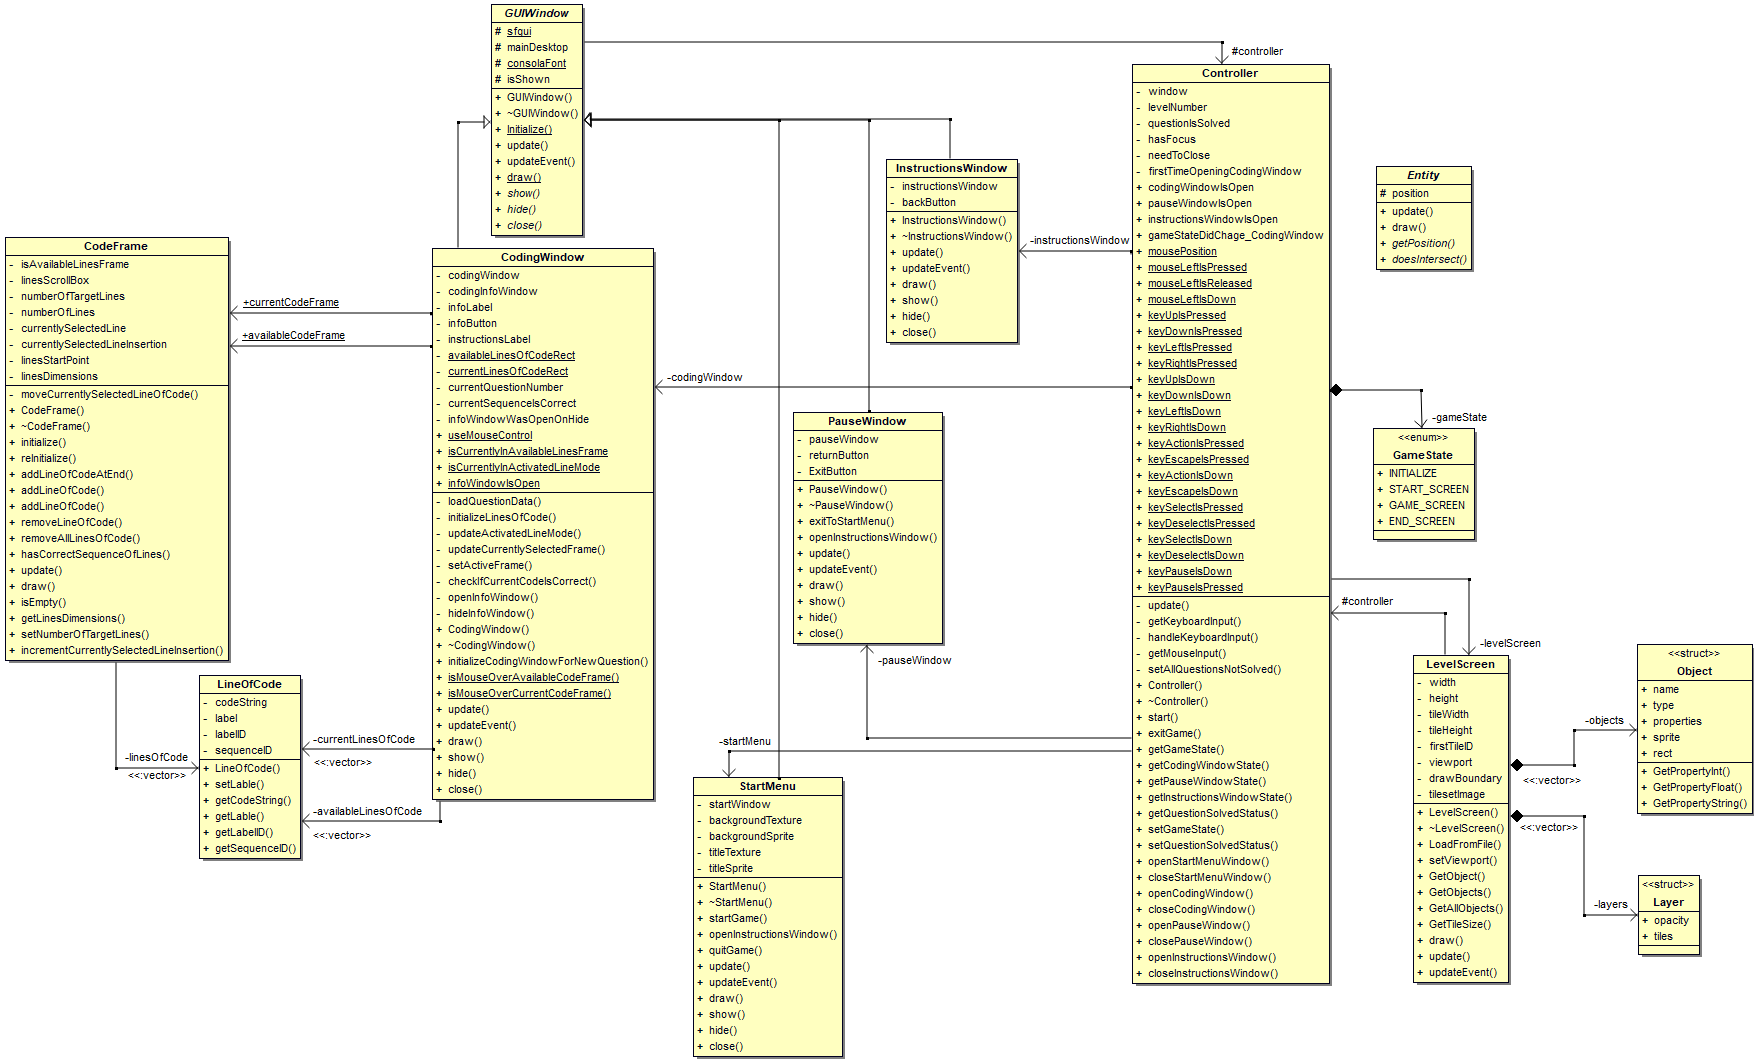 GUIWindow
# sfgui
# mainDesktop
# consolaFont
# isShown
+ GUIWindow()
+ ~GUIWindow()
+ Initialize()
+ update()
+ updateEvent()
+ draw()
+ show()
+ hide()
+ close()
#controller
CodeFrame
- isAvailableLinesFrame
- linesScrollBox
- numberOfTargetLines
- numberOfLines
- currentlySelectedLine
- currentlySelectedLineInsertion
- linesStartPoint
- linesDimensions
- moveCurrentlySelectedLineOfCode()
+ CodeFrame()
+ ~CodeFrame()
+ initialize()
+ reInitialize()
+ addLineOfCodeAtEnd()
+ addLineOfCode()
+ addLineOfCode()
+ removeLineOfCode()
+ removeAllLinesOfCode()
+ hasCorrectSequenceOfLines()
+ update()
+ draw()
+ isEmpty()
+ getLinesDimensions()
+ setNumberOfTargetLines()
+ incrementCurrentlySelectedLineInsertion()
+currentCodeFrame
+availableCodeFrame
-linesOfCode
<<:vector>>
LineOfCode
- codeString
- label
- labelID
- sequenceID
+ LineOfCode()
+ setLable()
+ getCodeString()
+ getLable()
+ getLabelID()
+ getSequenceID()
-currentLinesOfCode
<<:vector>>
-availableLinesOfCode
<<:vector>>
CodingWindow
- codingWindow
- codingInfoWindow
- infoLabel
- infoButton
- instructionsLabel
- availableLinesOfCodeRect
- currentLinesOfCodeRect
- currentQuestionNumber
- currentSequenceIsCorrect
- infoWindowWasOpenOnHide
+ useMouseControl
+ isCurrentlyInAvailableLinesFrame
+ isCurrentlyInActivatedLineMode
+ infoWindowIsOpen
- loadQuestionData()
- initializeLinesOfCode()
- updateActivatedLineMode()
- updateCurrentlySelectedFrame()
- setActiveFrame()
- checkIfCurrentCodeIsCorrect()
- openInfoWindow()
- hideInfoWindow()
+ CodingWindow()
+ ~CodingWindow()
+ initializeCodingWindowForNewQuestion()
+ isMouseOverAvailableCodeFrame()
+ isMouseOverCurrentCodeFrame()
+ update()
+ updateEvent()
+ draw()
+ show()
+ hide()
+ close()
-codingWindow
InstructionsWindow
- instructionsWindow
- backButton
+ InstructionsWindow()
+ ~InstructionsWindow()
+ update()
+ updateEvent()
+ draw()
+ show()
+ hide()
+ close()
-instructionsWindow
PauseWindow
- pauseWindow
- returnButton
- ExitButton
+ PauseWindow()
+ ~PauseWindow()
+ exitToStartMenu()
+ openInstructionsWindow()
+ update()
+ updateEvent()
+ draw()
+ show()
+ hide()
+ close()
-pauseWindow
-startMenu
StartMenu
- startWindow
- backgroundTexture
- backgroundSprite
- titleTexture
- titleSprite
+ StartMenu()
+ ~StartMenu()
+ startGame()
+ openInstructionsWindow()
+ quitGame()
+ update()
+ updateEvent()
+ draw()
+ show()
+ hide()
+ close()
Controller
- window
- levelNumber
- questionIsSolved
- hasFocus
- needToClose
- firstTimeOpeningCodingWindow
+ codingWindowIsOpen
+ pauseWindowIsOpen
+ instructionsWindowIsOpen
+ gameStateDidChage_CodingWindow
+ mousePosition
+ mouseLeftIsPressed
+ mouseLeftIsReleased
+ mouseLeftIsDown
+ keyUpIsPressed
+ keyDownIsPressed
+ keyLeftIsPressed
+ keyRightIsPressed
+ keyUpIsDown
+ keyDownIsDown
+ keyLeftIsDown
+ keyRightIsDown
+ keyActionIsPressed
+ keyEscapeIsPressed
+ keyActionIsDown
+ keyEscapeIsDown
+ keySelectIsPressed
+ keyDeselectIsPressed
+ keySelectIsDown
+ keyDeselectIsDown
+ keyPauseIsDown
+ keyPauseIsPressed
- update()
- getKeyboardInput()
- handleKeyboardInput()
- getMouseInput()
- setAllQuestionsNotSolved()
+ Controller()
+ ~Controller()
+ start()
+ exitGame()
+ getGameState()
+ getCodingWindowState()
+ getPauseWindowState()
+ getInstructionsWindowState()
+ getQuestionSolvedStatus()
+ setGameState()
+ setQuestionSolvedStatus()
+ openStartMenuWindow()
+ closeStartMenuWindow()
+ openCodingWindow()
+ closeCodingWindow()
+ openPauseWindow()
+ closePauseWindow()
+ openInstructionsWindow()
+ closeInstructionsWindow()
Entity
# position
+ update()
+ draw()
+ getPosition()
+ doesIntersect()
-gameState
<<enum>>
GameState
+ INITIALIZE
+ START_SCREEN
+ GAME_SCREEN
+ END_SCREEN
#controller
-levelScreen
LevelScreen
- width
- height
- tileWidth
- tileHeight
- firstTileID
- viewport
- drawBoundary
- tilesetImage
+ LevelScreen()
+ ~LevelScreen()
+ LoadFromFile()
+ setViewport()
+ GetObject()
+ GetObjects()
+ GetAllObjects()
+ GetTileSize()
+ draw()
+ update()
+ updateEvent()
-objects
<<:vector>>
<<:vector>>
-layers
<<struct>>
Object
+ name
+ type
+ properties
+ sprite
+ rect
+ GetPropertyInt()
+ GetPropertyFloat()
+ GetPropertyString()
<<struct>>
Layer
+ opacity
+ tiles